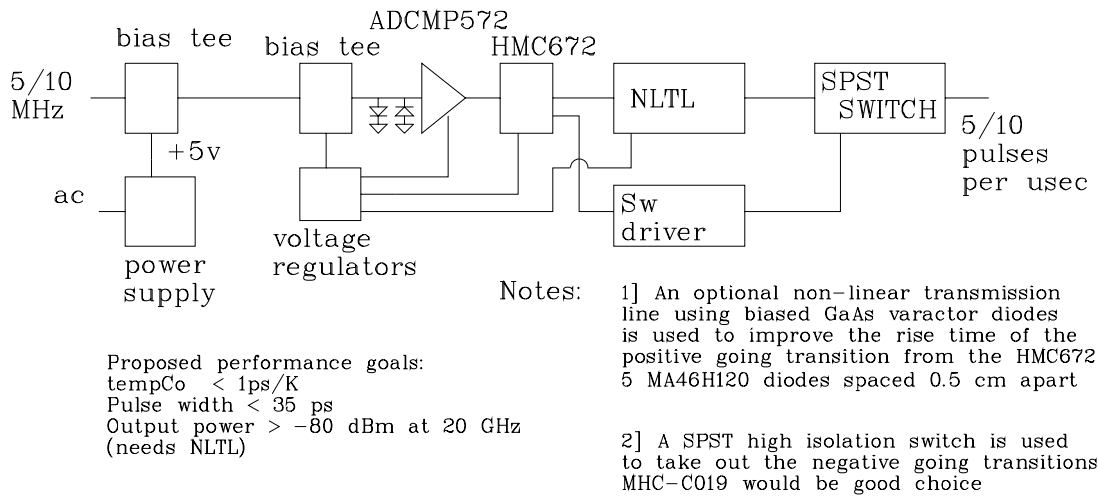 ADCMP572
bias tee
bias tee
HMC672
5/10
MHz
NLTL
SPST
SWITCH
+5v
5/10
pulses
per usec
ac
Sw
driver
voltage
regulators
power
supply
Notes:
1] An optional non-linear transmission
line using biased GaAs varactor diodes
is used to improve the rise time of the
positive going transition from the HMC672
5 MA46H120 diodes spaced 0.5 cm apart
Proposed performance goals:
tempCo < 1ps/K
Pulse width < 35 ps
Output power > -80 dBm at 20 GHz
(needs NLTL)
2] A SPST high isolation switch is used
to take out the negative going transitions
MHC-C019 would be good choice